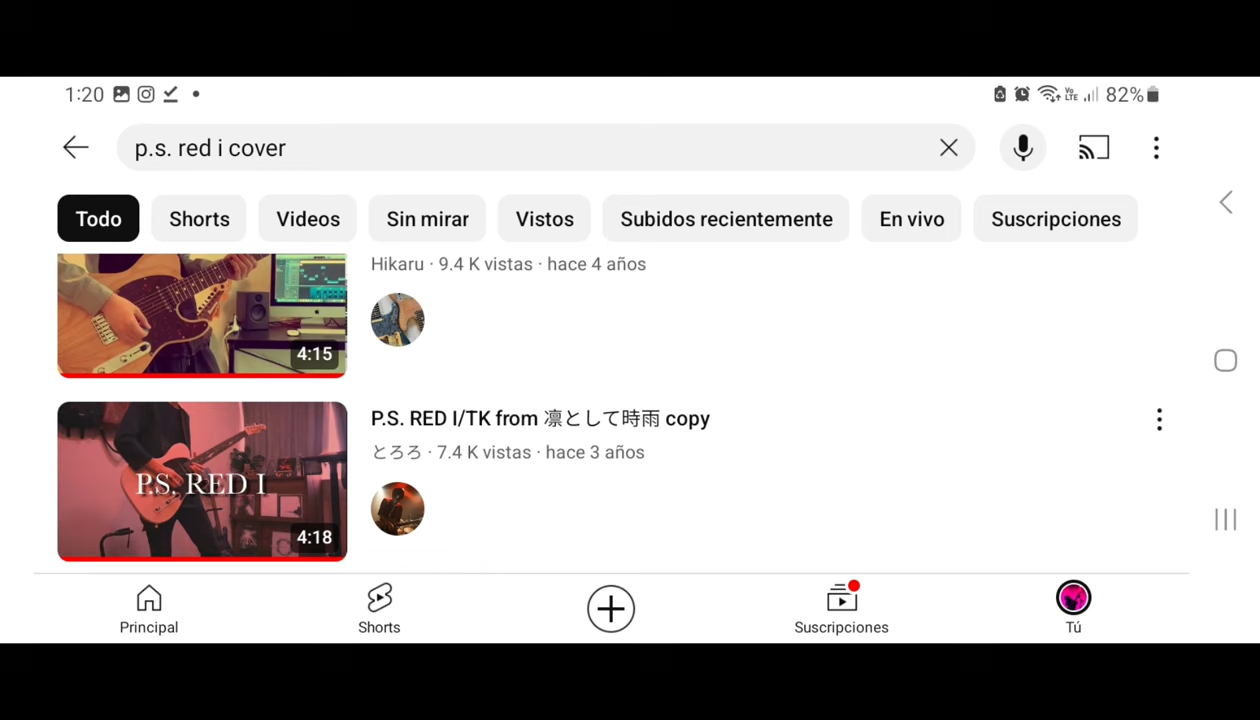 1:20
Vo LTE 82%
p.s. red i cover
Todo Shorts Videos Sin mirar Vistos Subidos recientemente En vivo Suscripciones
Hikaru · 9.4 K vistas · hace 4 años
4:15
P.S. RED I/TK from 凛として時雨 copy
とろろ · 7.4 K vistas · hace 3 años
P.S. RED I
4:18
Principal Shorts Suscripciones Tú